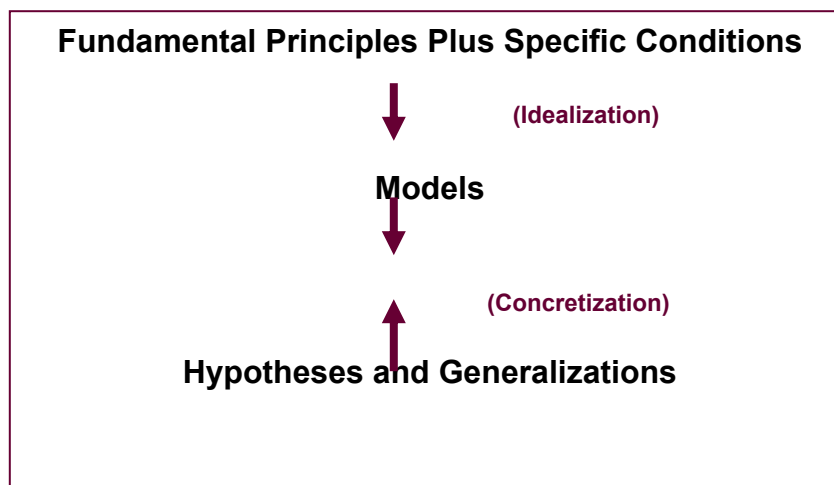 Fundamental Principles Plus Specific Conditions
(Idealization)
Models
(Concretization)
Hypotheses and Generalizations